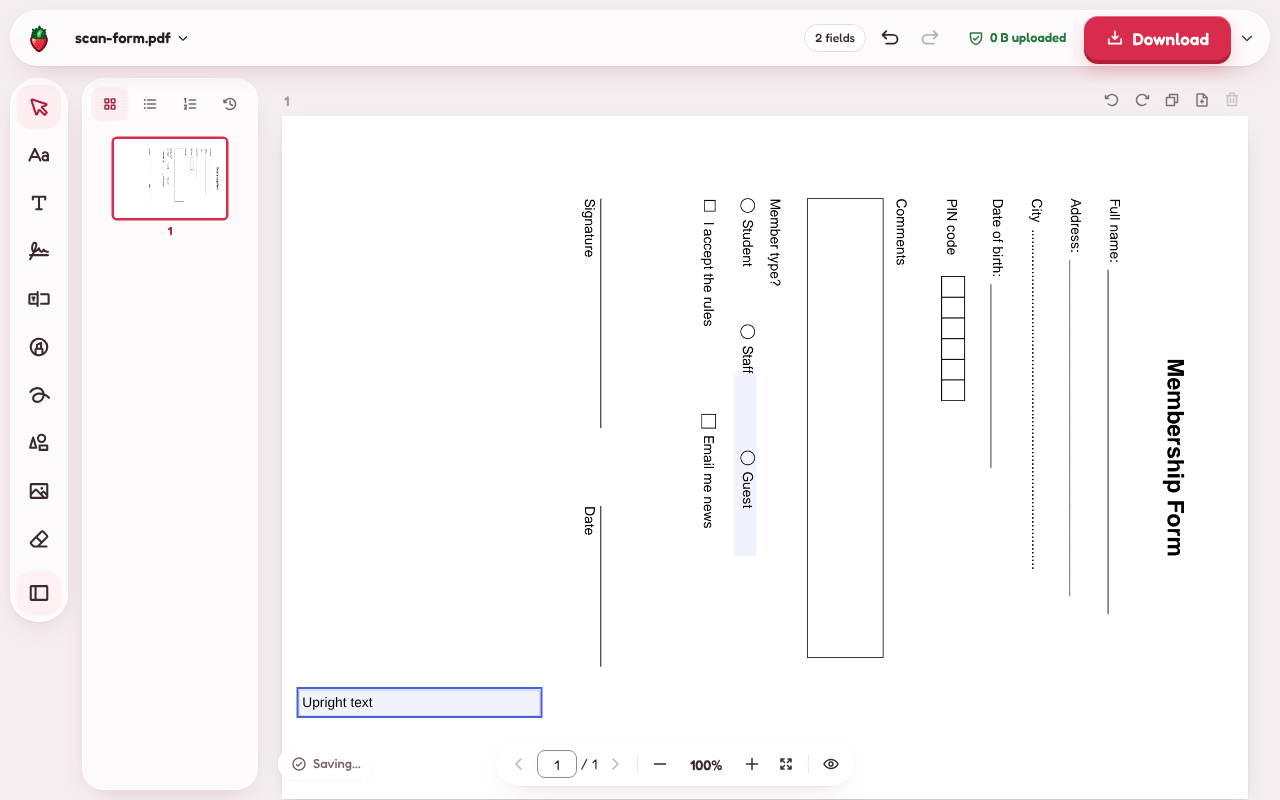 scan-form.pdf
2 fields
0 B uploaded
Download
Aa
T
1
1
Membership Form
Full name:
Address:
City
Date of birth:
PIN code
Comments
Member type?
Student
Staff
Guest
I accept the rules
Email me news
Signature
Date
Upright text
Saving...
1 / 1
100%